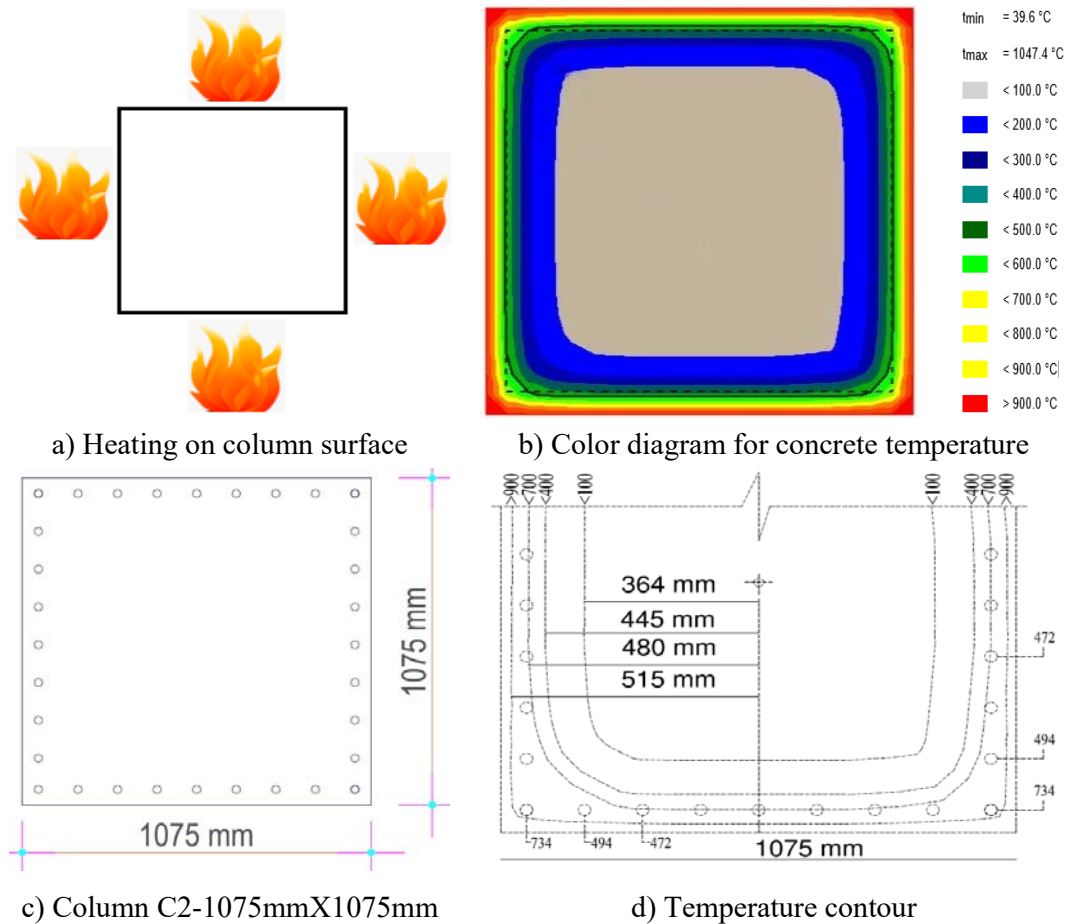 tmin = 39.6 °C
tmax = 1047.4 °C
< 100.0 °C
< 200.0 °C
< 300.0 °C
< 400.0 °C
< 500.0 °C
< 600.0 °C
< 700.0 °C
< 800.0 °C
< 900.0 °C|
> 900.0 °C
a) Heating on column surface
b) Color diagram for concrete temperature
1075 mm
1075 mm
c) Column C2-1075mmX1075mm
900
700
400
100
100
400
700
900
364 mm
445 mm
480 mm
515 mm
472
494
734
734
494
472
1075 mm
d) Temperature contour